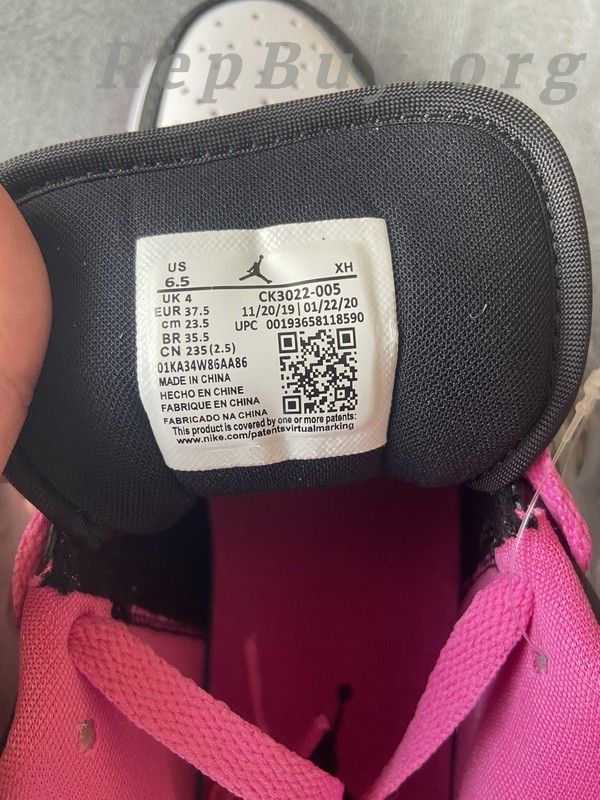 RepBuy.org
US XH
6.5
UK 4 CK3022-005
EUR 37.5 11/20/19 | 01/22/20
cm 23.5 UPC 00193658118590
BR 35.5
CN 235 (2.5)
01KA34W86AA86
MADE IN CHINA
HECHO EN CHINE
FABRIQUE EN CHINA
FABRICADO NA CHINA
This product is covered by one or more patents:
www.nike.com/patentsvirtualmarking